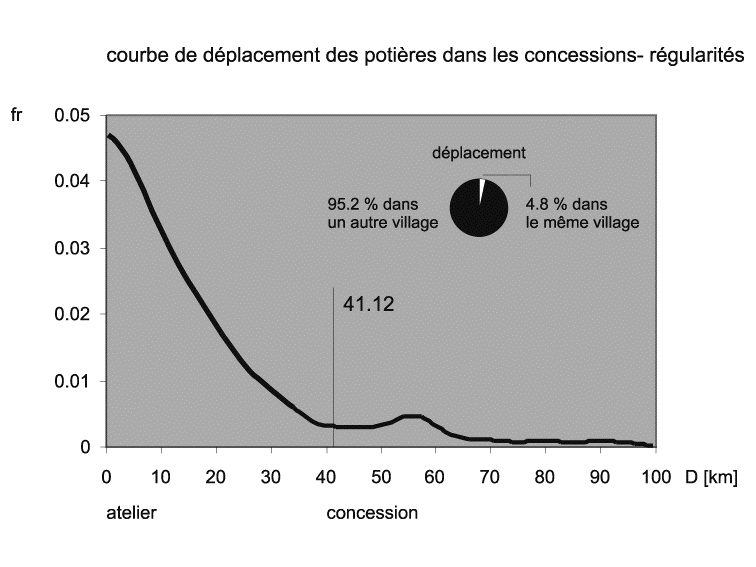 courbe de déplacement des potières dans les concessions- régularités
fr
0.05
déplacement
0.04
95.2 % dans
un autre village
4.8 % dans
le même village
0.03
41.12
0.02
0.01
0
0 10 20 30 40 50 60 70 80 90 100 D [km]
atelier concession